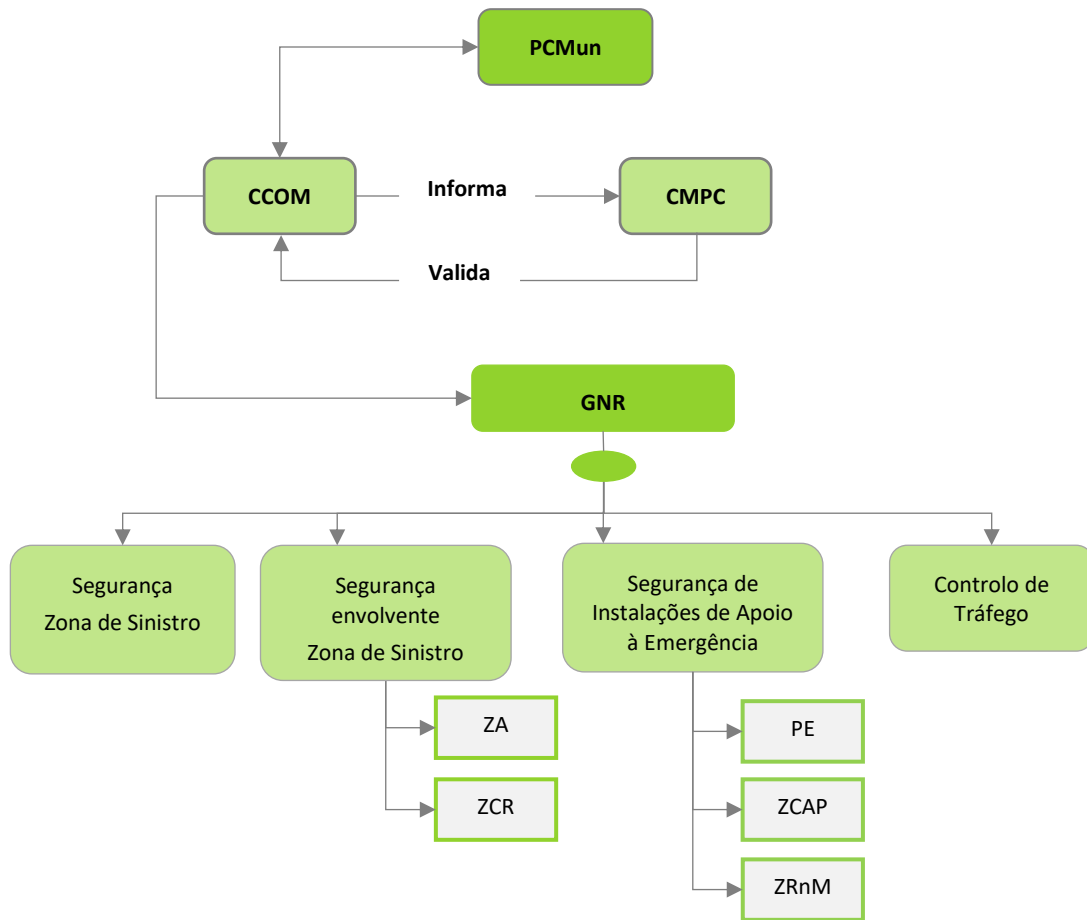 PCMun
CCOM
Informa
CMPC
Valida
GNR
Segurança
Zona de Sinistro
Segurança
envolvente
Zona de Sinistro
Segurança de
Instalações de Apoio
à Emergência
Controlo de
Tráfego
ZA
ZCR
PE
ZCAP
ZRnM